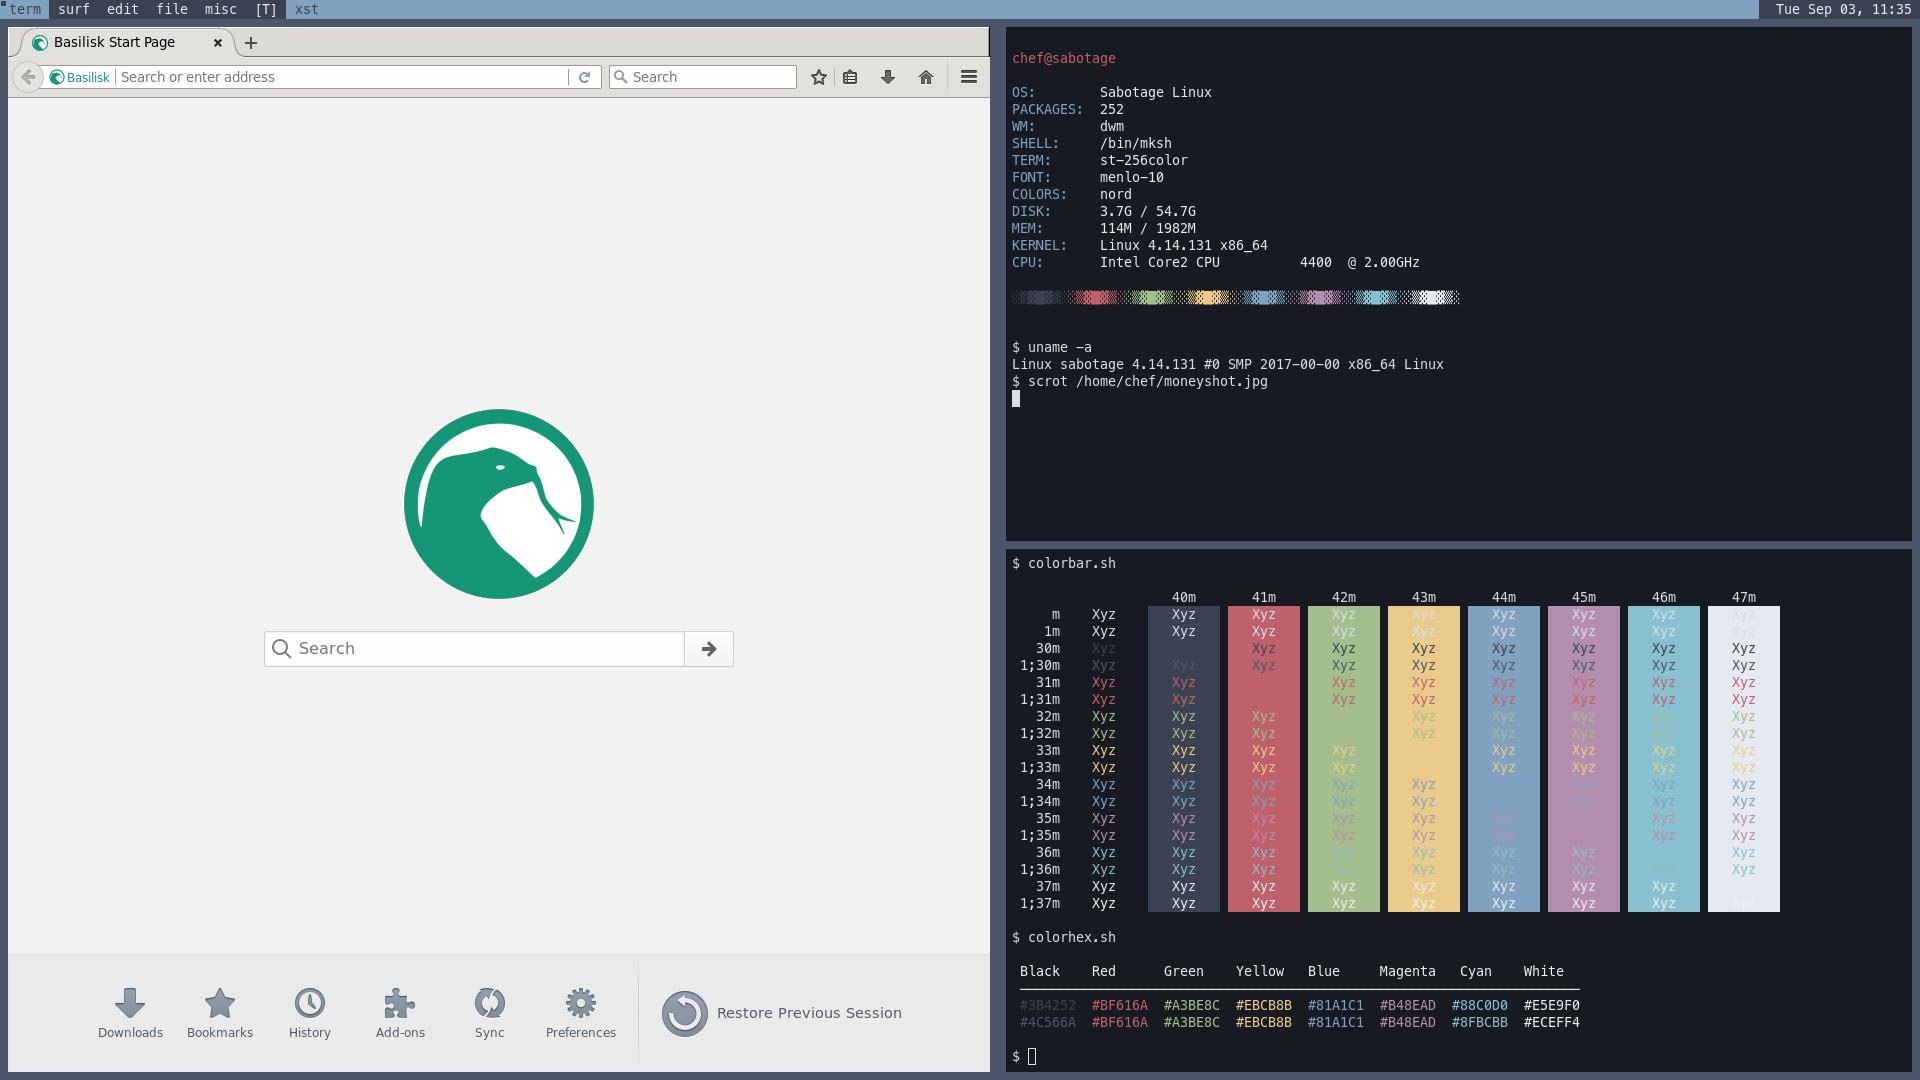 term surf edit file misc [T] xst Tue Sep 03, 11:35
Basilisk Start Page
Basilisk Search or enter address Search
Search
Downloads Bookmarks History Add-ons Sync Preferences Restore Previous Session
chef@sabotage
OS: Sabotage Linux
PACKAGES: 252
WM: dwm
SHELL: /bin/mksh
TERM: st-256color
FONT: menlo-10
COLORS: nord
DISK: 3.7G / 54.7G
MEM: 114M / 1982M
KERNEL: Linux 4.14.131 x86_64
CPU: Intel Core2 CPU 4400 @ 2.00GHz
$ uname -a
Linux sabotage 4.14.131 #0 SMP 2017-00-00 x86_64 Linux
$ scrot /home/chef/moneyshot.jpg
$ colorbar.sh
40m 41m 42m 43m 44m 45m 46m 47m
m Xyz Xyz Xyz Xyz Xyz Xyz Xyz Xyz Xyz
1m Xyz Xyz Xyz Xyz Xyz Xyz Xyz Xyz Xyz
30m Xyz Xyz Xyz Xyz Xyz Xyz Xyz Xyz
1;30m Xyz Xyz Xyz Xyz Xyz Xyz Xyz Xyz Xyz
31m Xyz Xyz Xyz Xyz Xyz Xyz Xyz Xyz
1;31m Xyz Xyz Xyz Xyz Xyz Xyz Xyz Xyz
32m Xyz Xyz Xyz Xyz Xyz Xyz Xyz Xyz
1;32m Xyz Xyz Xyz Xyz Xyz Xyz Xyz Xyz
33m Xyz Xyz Xyz Xyz Xyz Xyz Xyz Xyz
1;33m Xyz Xyz Xyz Xyz Xyz Xyz Xyz Xyz
34m Xyz Xyz Xyz Xyz Xyz Xyz Xyz Xyz
1;34m Xyz Xyz Xyz Xyz Xyz Xyz Xyz Xyz
35m Xyz Xyz Xyz Xyz Xyz Xyz Xyz Xyz
1;35m Xyz Xyz Xyz Xyz Xyz Xyz Xyz Xyz
36m Xyz Xyz Xyz Xyz Xyz Xyz Xyz Xyz
1;36m Xyz Xyz Xyz Xyz Xyz Xyz Xyz Xyz
37m Xyz Xyz Xyz Xyz Xyz Xyz Xyz Xyz
1;37m Xyz Xyz Xyz Xyz Xyz Xyz Xyz Xyz
$ colorhex.sh
Black Red Green Yellow Blue Magenta Cyan White
#3B4252 #BF616A #A3BE8C #EBCB8B #81A1C1 #B48EAD #88C0D0 #E5E9F0
#4C566A #BF616A #A3BE8C #EBCB8B #81A1C1 #B48EAD #8FBCBB #ECEFF4
$